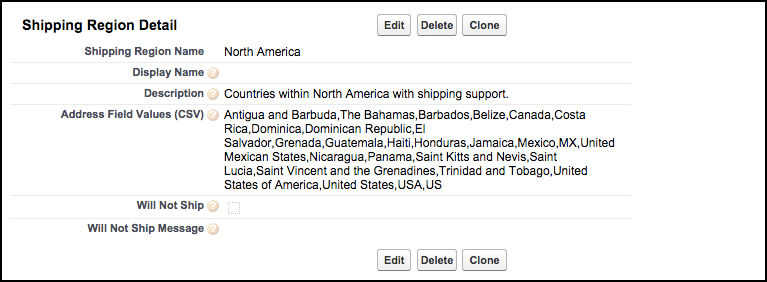 Shipping Region Detail Edit Delete Clone
Shipping Region Name North America
Display Name ?
Description ? Countries within North America with shipping support.
Address Field Values (CSV) ? Antigua and Barbuda,The Bahamas,Barbados,Belize,Canada,Costa
Rica,Dominica,Dominican Republic,El
Salvador,Grenada,Guatemala,Haiti,Honduras,Jamaica,Mexico,MX,United
Mexican States,Nicaragua,Panama,Saint Kitts and Nevis,Saint
Lucia,Saint Vincent and the Grenadines,Trinidad and Tobago,United
States of America,United States,USA,US
Will Not Ship ?
Will Not Ship Message ?
Edit Delete Clone